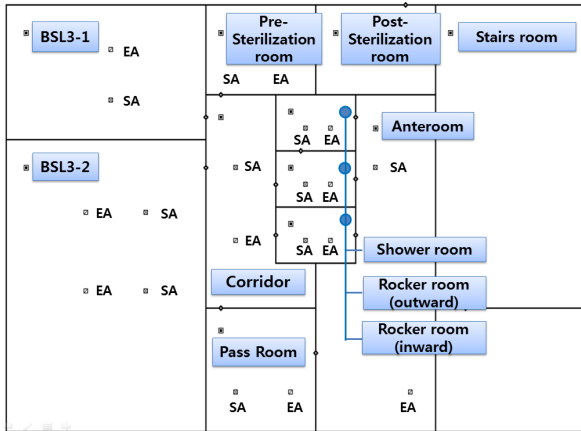 BSL3-1
EA
SA
Pre-
Sterilization
room
SA EA
Post-
Sterilization
room
Stairs room
BSL3-2
EA SA
EA SA
SA
EA
SA EA
SA EA
SA EA
Anteroom
SA
Shower room
Rocker room
(outward)
Rocker room
(inward)
Corridor
Pass Room
SA EA
EA